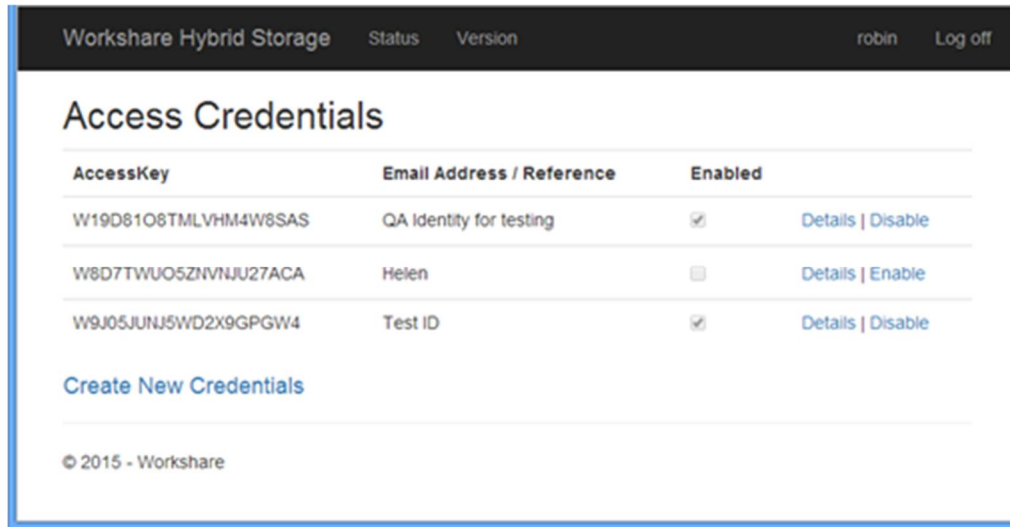 Workshare Hybrid Storage Status Version robin Log off
Access Credentials
AccessKey Email Address / Reference Enabled
W19D81O8TMLVHM4W8SAS QA Identity for testing Details | Disable
W8D7TWUO5ZNVNJU27ACA Helen Details | Enable
W9J05JUNJ5WD2X9GPGW4 Test ID Details | Disable
Create New Credentials
© 2015 - Workshare